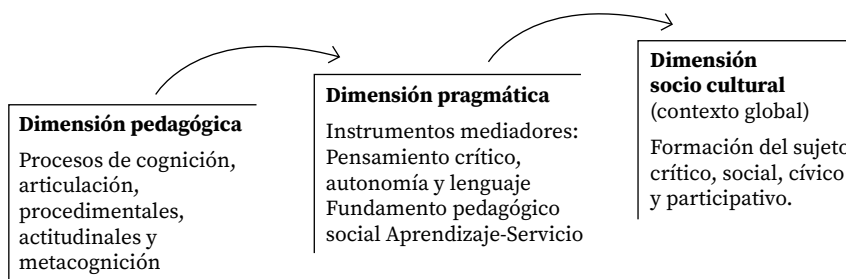 Dimensión pedagógica
Procesos de cognición,
articulación,
procedimentales,
actitudinales y
metacognición
Dimensión pragmática
Instrumentos mediadores:
Pensamiento crítico,
autonomía y lenguaje
Fundamento pedagógico
social Aprendizaje-Servicio
Dimensión
socio cultural
(contexto global)
Formación del sujeto
crítico, social, cívico
y participativo.